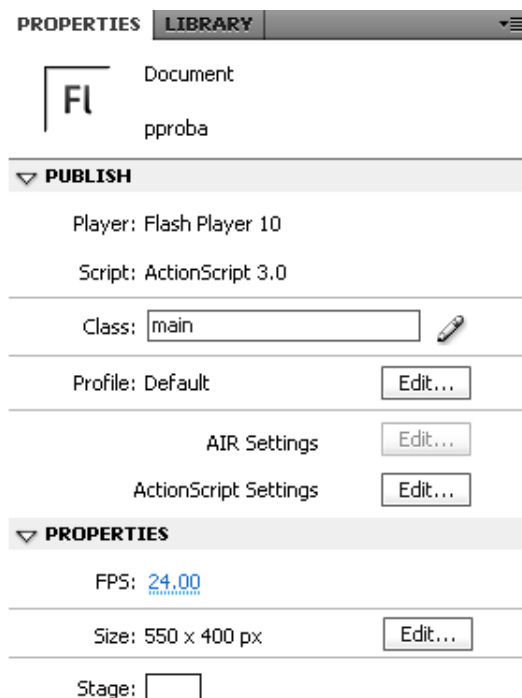 PROPERTIES LIBRARY
Fl
Document
pproba
PUBLISH
Player: Flash Player 10
Script: ActionScript 3.0
Class: main
Profile: Default Edit...
AIR Settings Edit...
ActionScript Settings Edit...
PROPERTIES
FPS: 24.00
Size: 550 x 400 px Edit...
Stage: